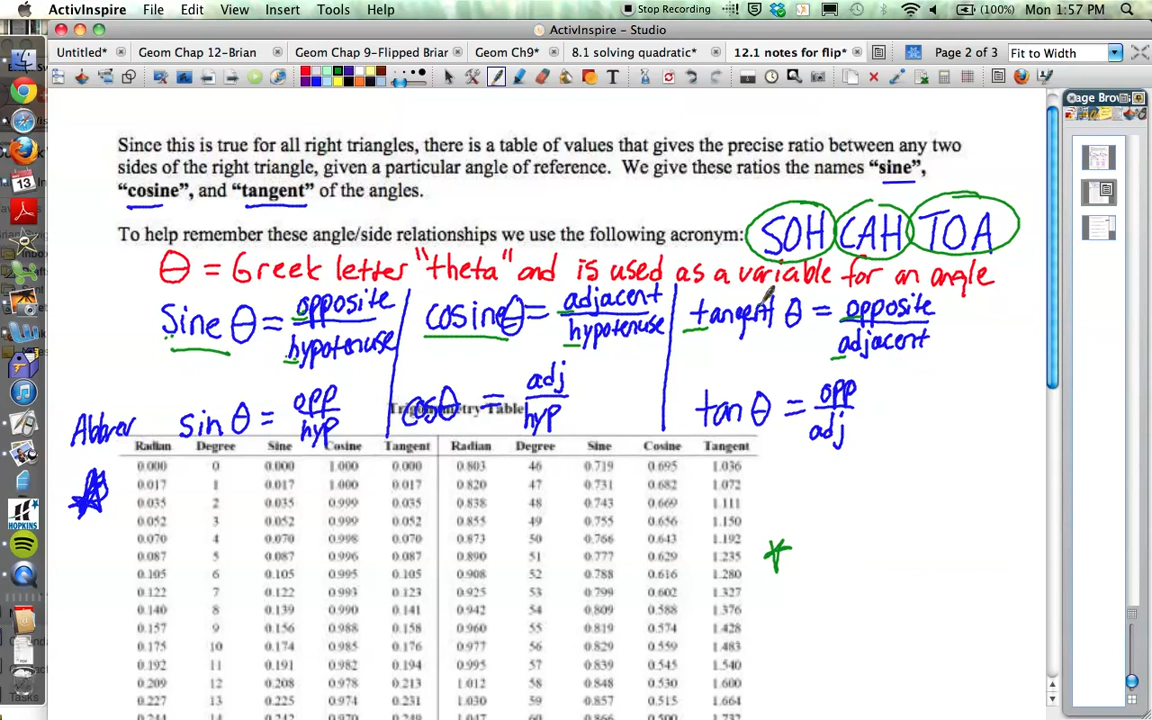 ActivInspire File Edit View Insert Tools Help Stop Recording (100%) Mon 1:57 PM
ActivInspire - Studio
Untitled* Geom Chap 12-Brian Geom Chap 9-Flipped Briar Geom Ch9* 8.1 solving quadratic* 12.1 notes for flip* Page 2 of 3 Fit to Width
Since this is true for all right triangles, there is a table of values that gives the precise ratio between any two
sides of the right triangle, given a particular angle of reference. We give these ratios the names “sine”,
“cosine”, and “tangent” of the angles.
To help remember these angle/side relationships we use the following acronym: SOH CAH TOA
θ = Greek letter "theta" and is used as a variable for an angle
Sine θ = opposite/hypotenuse cosine θ = adjacent/hypotenuse tangent θ = opposite/adjacent
Abbrev sin θ = opp/hyp cos θ = adj/hyp tan θ = opp/adj
Trigonometry Table
Radian Degree Sine Cosine Tangent Radian Degree Sine Cosine Tangent
0.000 0 0.000 1.000 0.000 0.803 46 0.719 0.695 1.036
0.017 1 0.017 1.000 0.017 0.820 47 0.731 0.682 1.072
0.035 2 0.035 0.999 0.035 0.838 48 0.743 0.669 1.111
0.052 3 0.052 0.999 0.052 0.855 49 0.755 0.656 1.150
0.070 4 0.070 0.998 0.070 0.873 50 0.766 0.643 1.192
0.087 5 0.087 0.996 0.087 0.890 51 0.777 0.629 1.235
0.105 6 0.105 0.995 0.105 0.908 52 0.788 0.616 1.280
0.122 7 0.122 0.993 0.123 0.925 53 0.799 0.602 1.327
0.140 8 0.139 0.990 0.141 0.942 54 0.809 0.588 1.376
0.157 9 0.156 0.988 0.158 0.960 55 0.819 0.574 1.428
0.175 10 0.174 0.985 0.176 0.977 56 0.829 0.559 1.483
0.192 11 0.191 0.982 0.194 0.995 57 0.839 0.545 1.540
0.209 12 0.208 0.978 0.213 1.012 58 0.848 0.530 1.600
0.227 13 0.225 0.974 0.231 1.030 59 0.857 0.515 1.664
HOPKINS